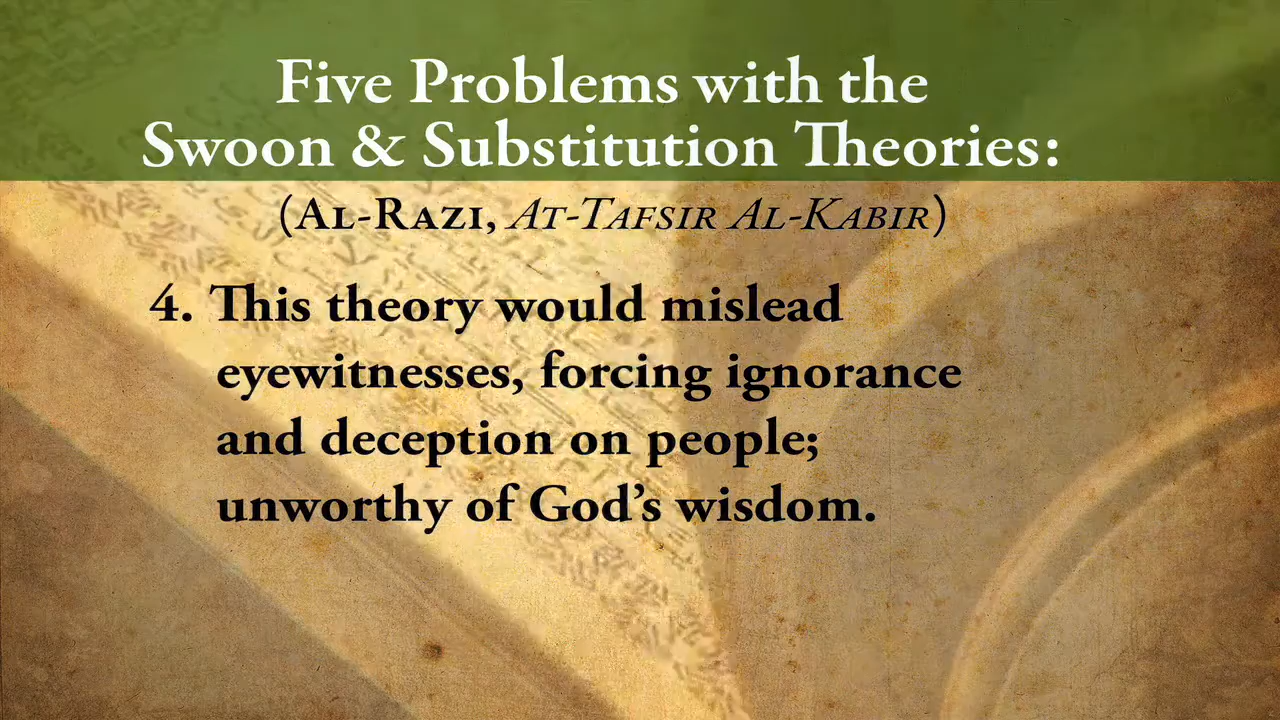 Five Problems with the
Swoon & Substitution Theories:
(Al-Razi, At-Tafsir Al-Kabir)
4. This theory would mislead
eyewitnesses, forcing ignorance
and deception on people;
unworthy of God’s wisdom.